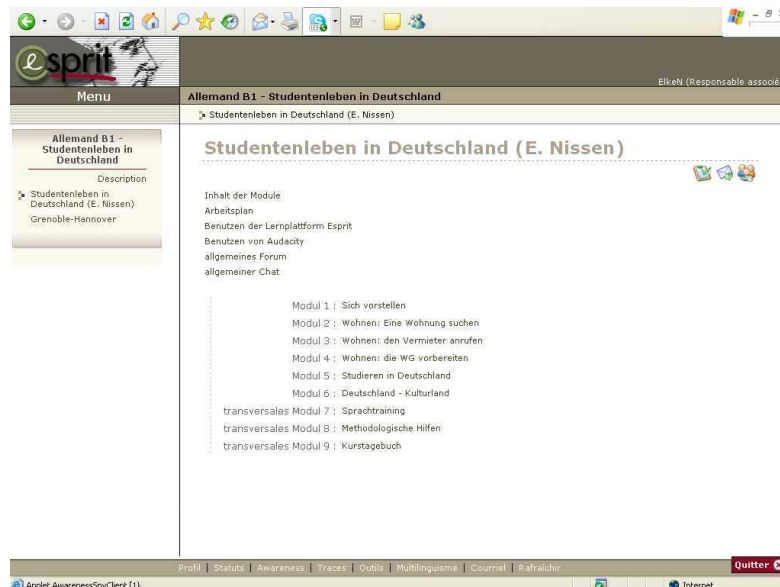 esprit
ElkeN (Responsable associé
Menu
Allemand B1 - Studentenleben in Deutschland
Studentenleben in Deutschland (E. Nissen)
Allemand B1 -
Studentenleben in
Deutschland
Description
Studentenleben in
Deutschland (E. Nissen)
Grenoble-Hannover
Studentenleben in Deutschland (E. Nissen)
Inhalt der Module
Arbeitsplan
Benutzen der Lernplattform Esprit
Benutzen von Audacity
allgemeines Forum
allgemeiner Chat
Modul 1 : Sich vorstellen
Modul 2 : Wohnen: Eine Wohnung suchen
Modul 3 : Wohnen: den Vermieter anrufen
Modul 4 : Wohnen: die WG vorbereiten
Modul 5 : Studieren in Deutschland
Modul 6 : Deutschland - Kulturland
transversales Modul 7 : Sprachtraining
transversales Modul 8 : Methodologische Hilfen
transversales Modul 9 : Kurstagebuch
Profil | Statuts | Awareness | Traces | Outils | Multilinguisme | Courriel | Rafraîchir
Quitter
Applet AwarenessSpyClient [1]
Internet